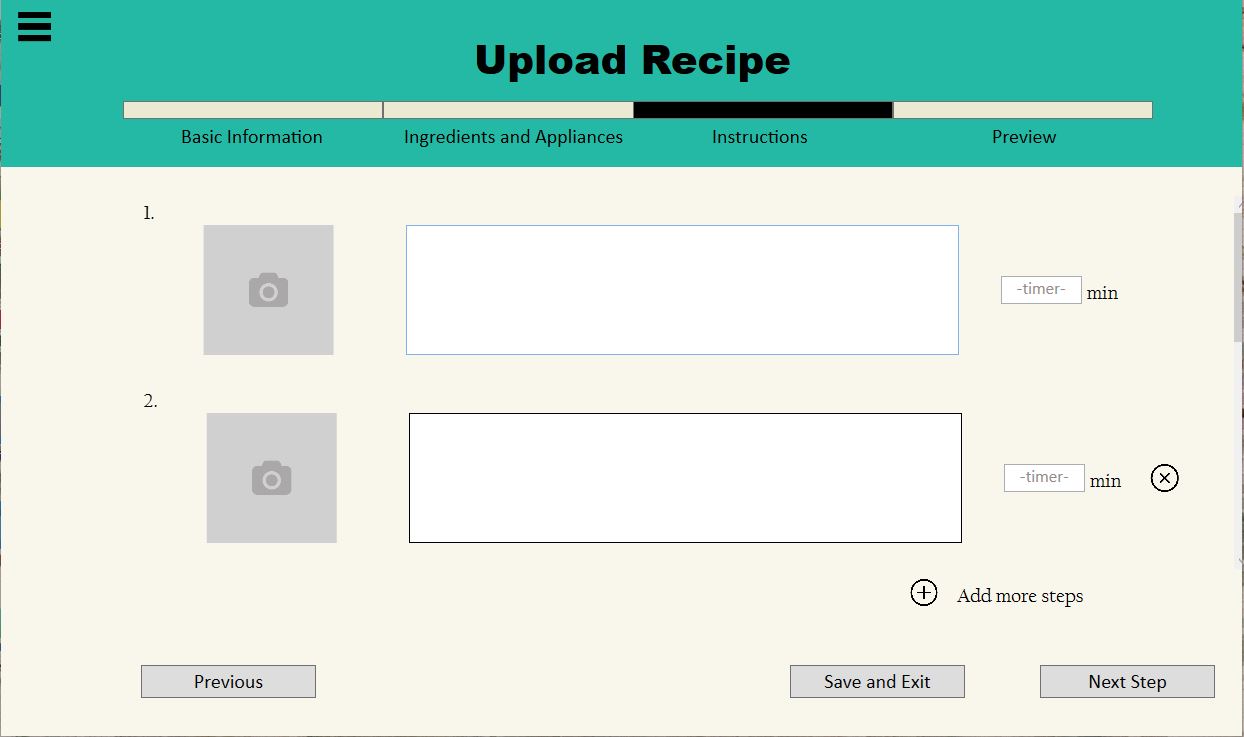 Upload Recipe
Basic Information
Ingredients and Appliances
Instructions
Preview
1.
-timer- min
2.
-timer- min
Add more steps
Previous
Save and Exit
Next Step